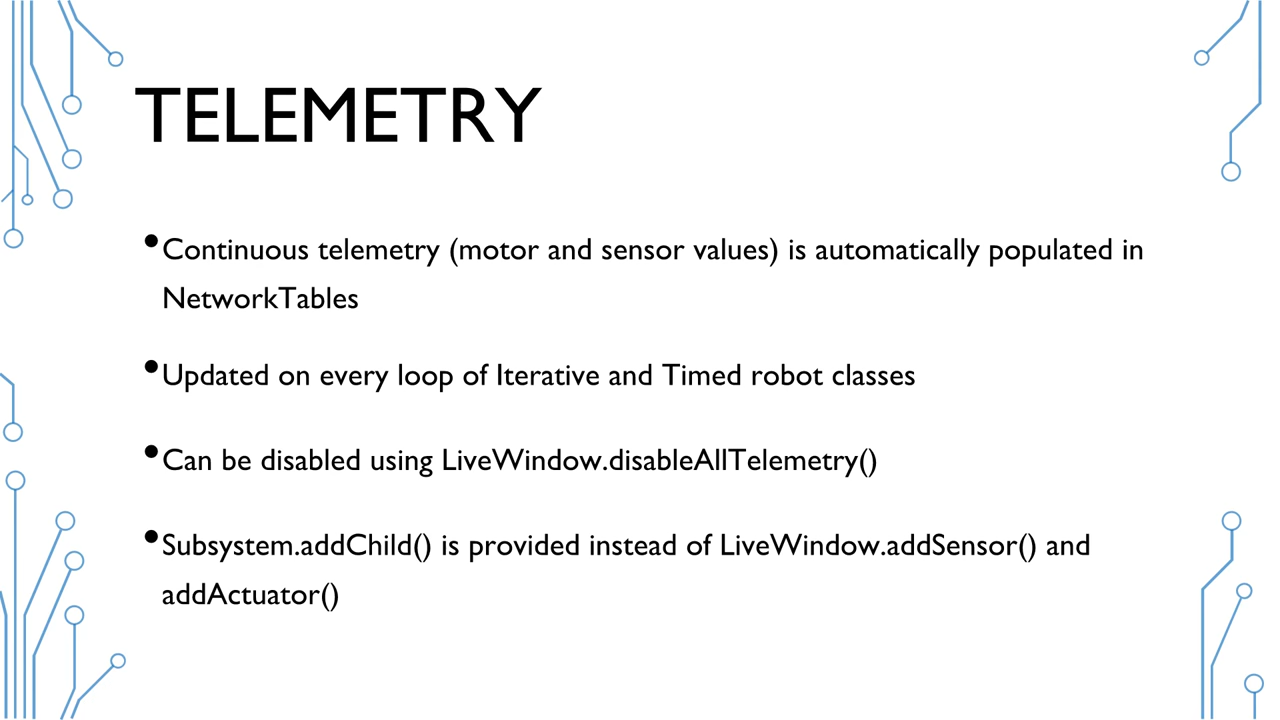 TELEMETRY
•Continuous telemetry (motor and sensor values) is automatically populated in
NetworkTables
•Updated on every loop of Iterative and Timed robot classes
•Can be disabled using LiveWindow.disableAllTelemetry()
•Subsystem.addChild() is provided instead of LiveWindow.addSensor() and
addActuator()